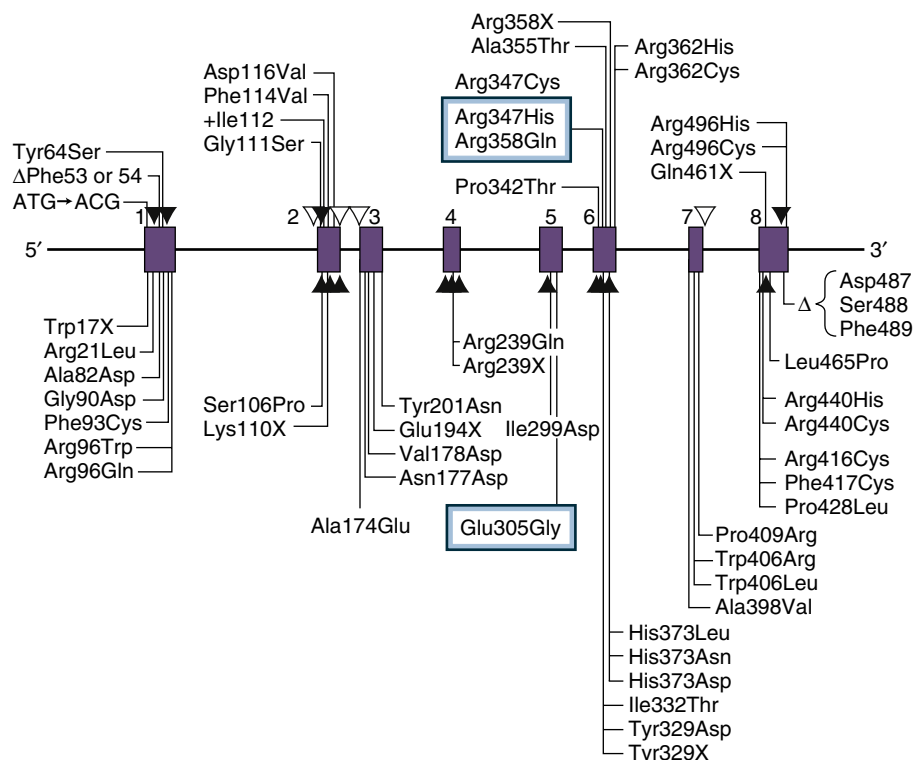 Arg358X
Ala355Thr
Arg362His
Arg362Cys
Arg347Cys
Arg347His
Arg358Gln
Pro342Thr
Asp116Val
Phe114Val
+Ile112
Gly111Ser
Arg496His
Arg496Cys
Gln461X
Tyr64Ser
ΔPhe53 or 54
ATG→ACG
1 2 3 4 5 6 7 8
5′ 3′
Trp17X
Arg21Leu
Ala82Asp
Gly90Asp
Phe93Cys
Arg96Trp
Arg96Gln
Ser106Pro
Lys110X
Ala174Glu
Tyr201Asn
Glu194X
Val178Asp
Asn177Asp
Arg239Gln
Arg239X
Ile299Asp
Glu305Gly
His373Leu
His373Asn
His373Asp
Ile332Thr
Tyr329Asp
Tyr329X
Pro409Arg
Trp406Arg
Trp406Leu
Ala398Val
Δ
Asp487
Ser488
Phe489
Leu465Pro
Arg440His
Arg440Cys
Arg416Cys
Phe417Cys
Pro428Leu